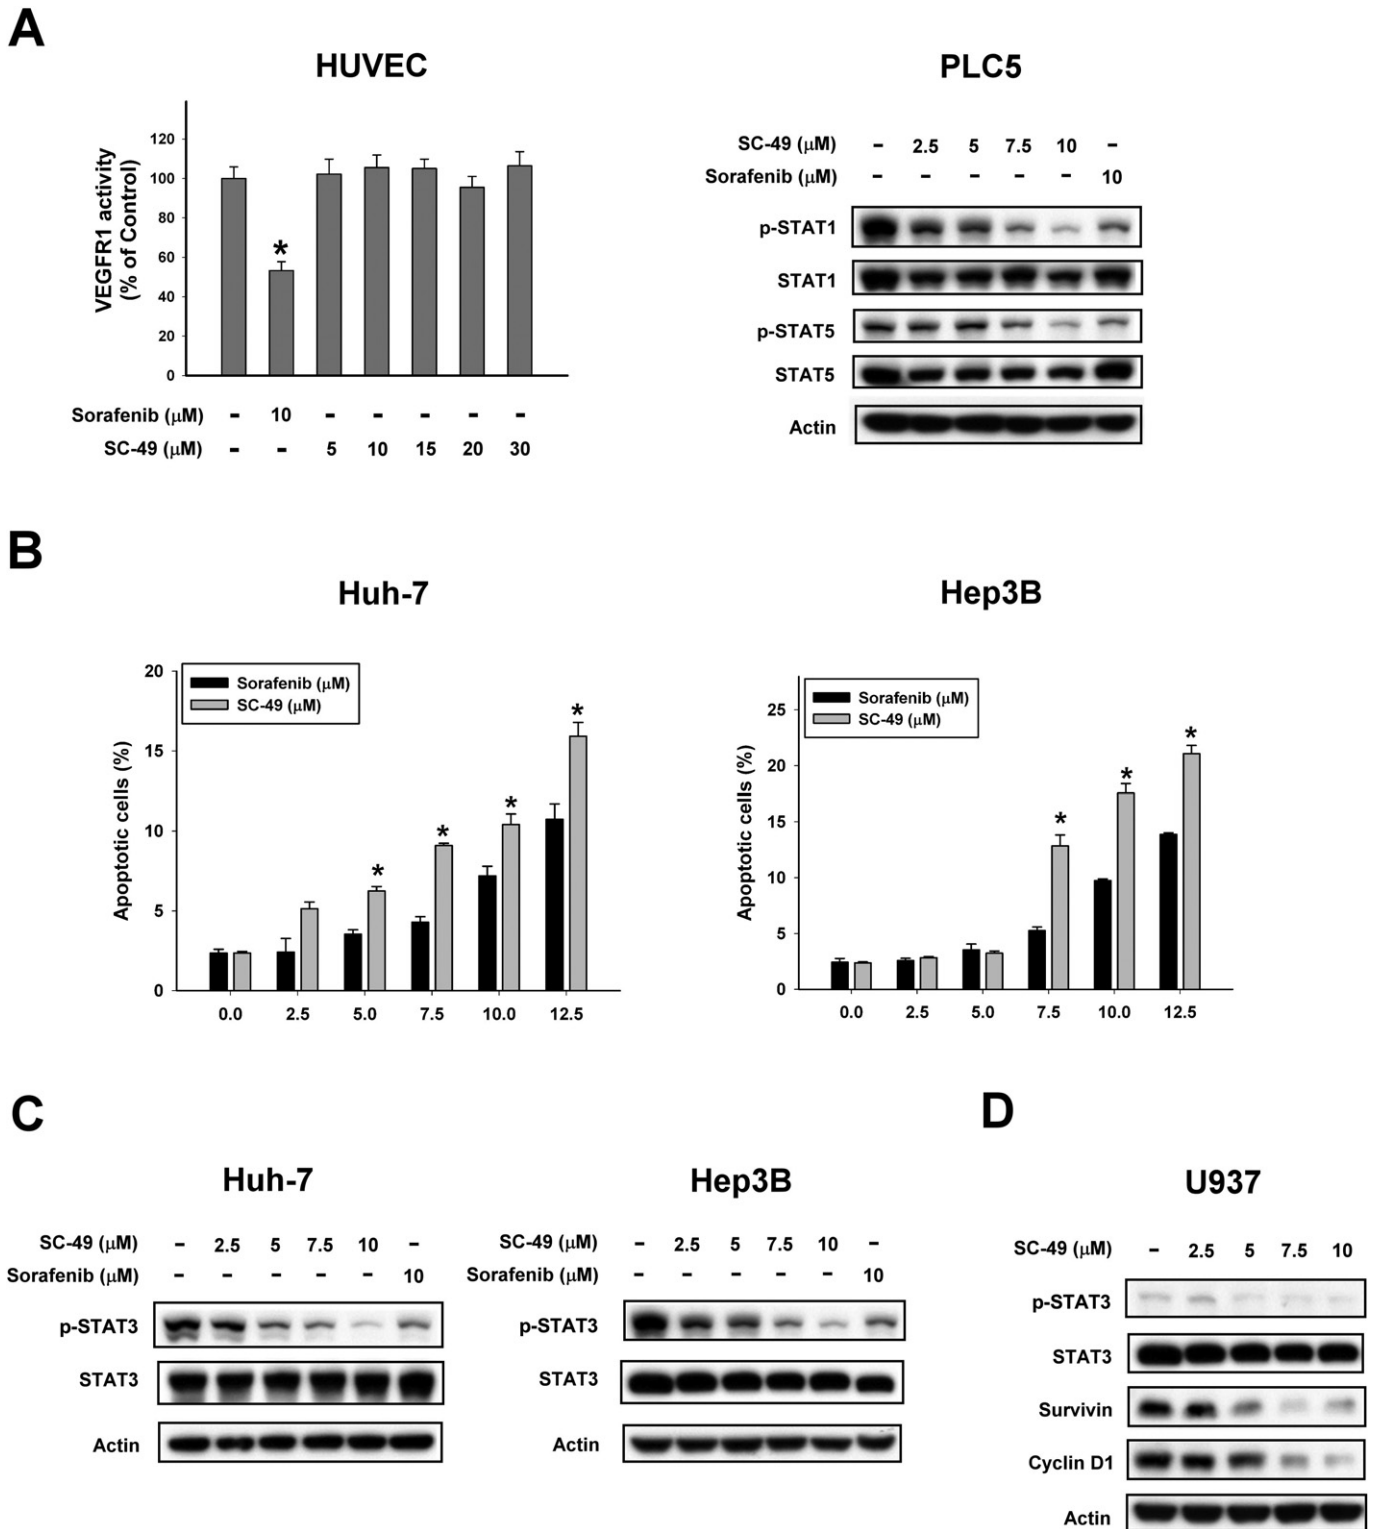 A
HUVEC
VEGFR1 activity
(% of Control)
120
100
80
60
40
20
0
*
Sorafenib (μM) - 10 - - - - -
SC-49 (μM) - - 5 10 15 20 30
PLC5
SC-49 (μM) - 2.5 5 7.5 10 -
Sorafenib (μM) - - - - - 10
p-STAT1
STAT1
p-STAT5
STAT5
Actin
B
Huh-7
Apoptotic cells (%)
20
15
10
5
0
Sorafenib (μM)
SC-49 (μM)
* * * *
0.0 2.5 5.0 7.5 10.0 12.5
Hep3B
Apoptotic cells (%)
25
20
15
10
5
0
Sorafenib (μM)
SC-49 (μM)
* * *
0.0 2.5 5.0 7.5 10.0 12.5
C
Huh-7
SC-49 (μM) - 2.5 5 7.5 10 -
Sorafenib (μM) - - - - - 10
p-STAT3
STAT3
Actin
Hep3B
SC-49 (μM) - 2.5 5 7.5 10 -
Sorafenib (μM) - - - - - 10
p-STAT3
STAT3
Actin
D
U937
SC-49 (μM) - 2.5 5 7.5 10
p-STAT3
STAT3
Survivin
Cyclin D1
Actin